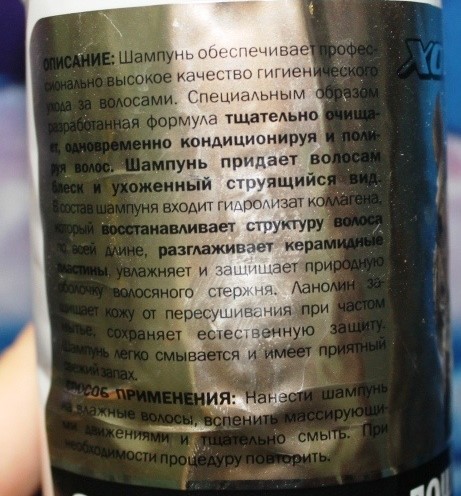 ОПИСАНИЕ: Шампунь обеспечивает профес-
сионально высокое качество гигиенического
ухода за волосами. Специальным образом
разработанная формула тщательно очища-
ет, одновременно кондиционируя и поли-
руя волос. Шампунь придает волосам
блеск и ухоженный струящийся вид.
В состав шампуня входит гидролизат коллагена,
который восстанавливает структуру волоса
по всей длине, разглаживает керамидные
пластины, увлажняет и защищает природную
оболочку волосяного стержня. Ланолин за-
щищает кожу от пересушивания при частом
мытье, сохраняет естественную защиту.
Шампунь легко смывается и имеет приятный
свежий запах.
СПОСОБ ПРИМЕНЕНИЯ: Нанести шампунь
на влажные волосы, вспенить массирующи-
ми движениями и тщательно смыть. При
необходимости процедуру повторить.